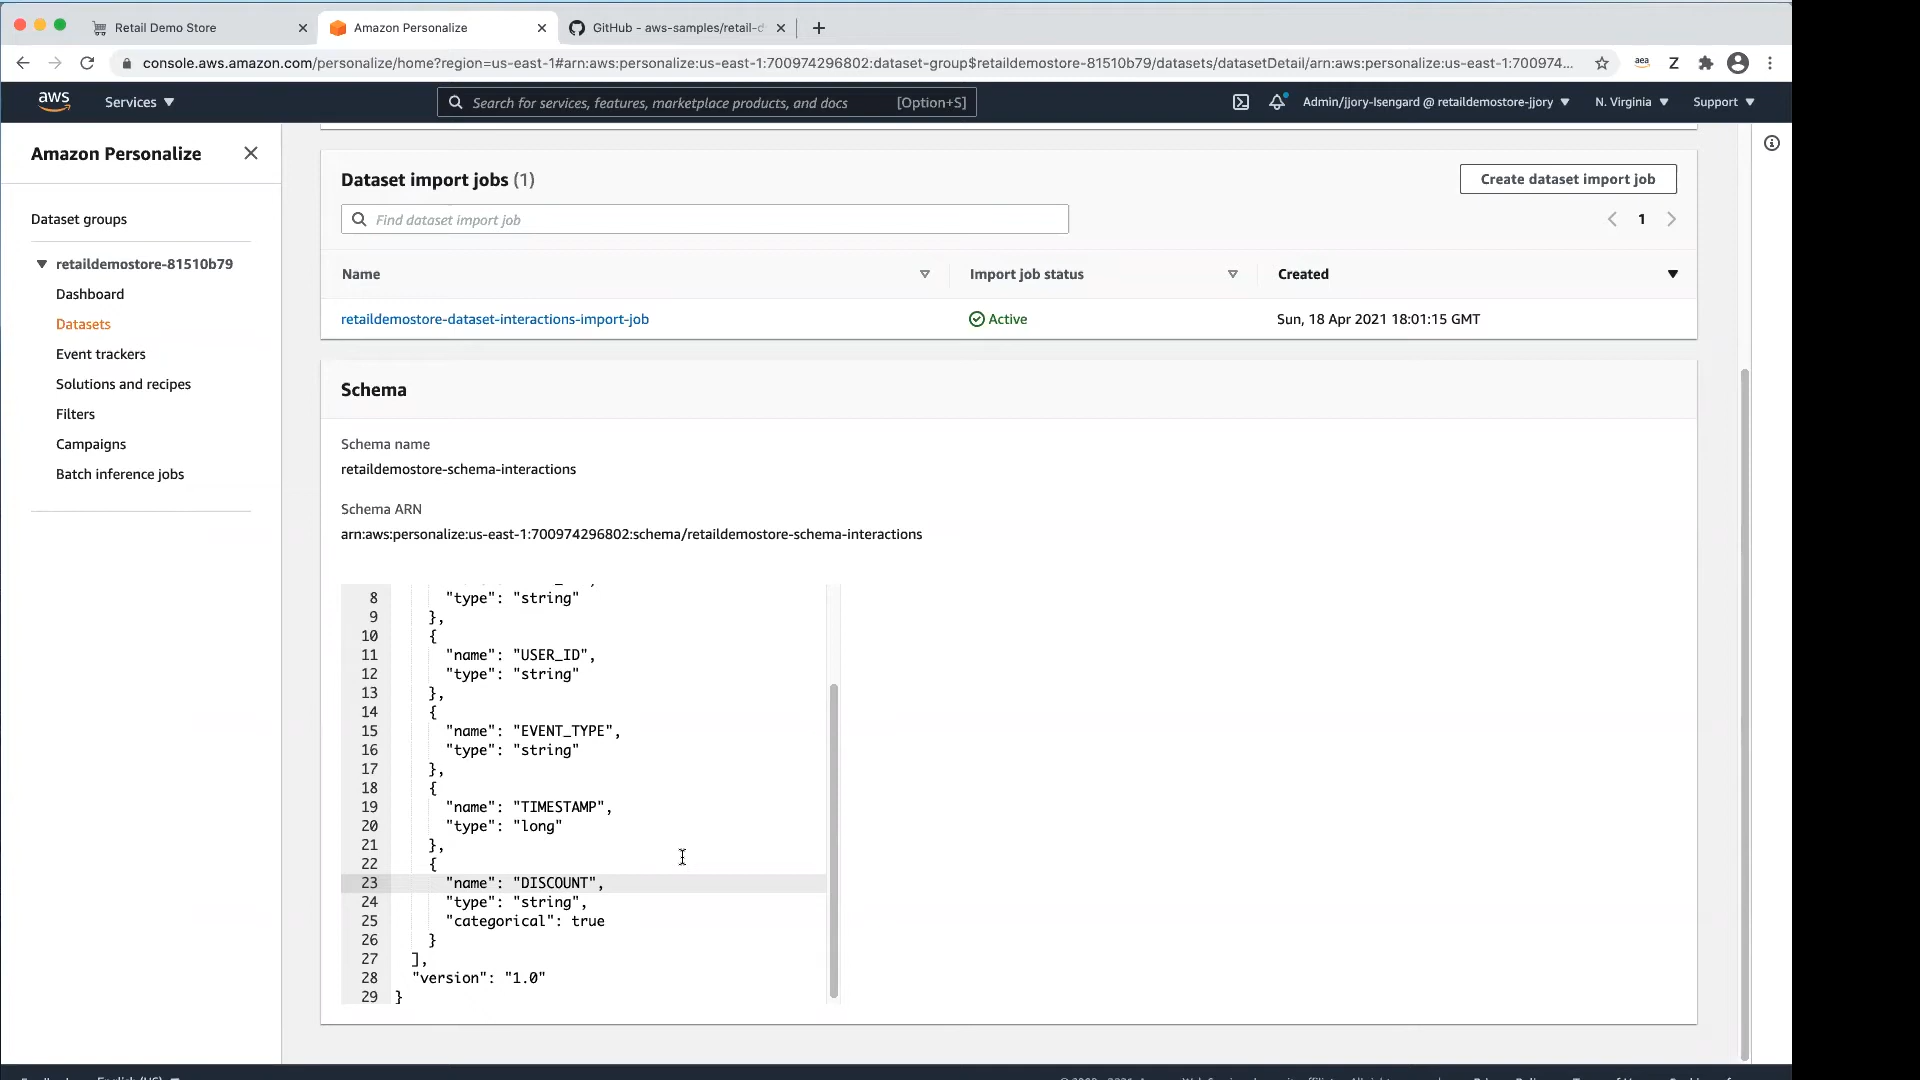 Retail Demo Store
Amazon Personalize
GitHub - aws-samples/retail-d
console.aws.amazon.com/personalize/home?region=us-east-1#arn:aws:personalize:us-east-1:700974296802:dataset-group$retaildemostore-81510b79/datasets/datasetDetail/arn:aws:personalize:us-east-1:700974...
aea
Z
aws
Services
Search for services, features, marketplace products, and docs
[Option+S]
Admin/jjory-Isengard @ retaildemostore-jjory
N. Virginia
Support
Amazon Personalize
Dataset groups
retaildemostore-81510b79
Dashboard
Datasets
Event trackers
Solutions and recipes
Filters
Campaigns
Batch inference jobs
Dataset import jobs (1)
Create dataset import job
Find dataset import job
1
Name
Import job status
Created
retaildemostore-dataset-interactions-import-job
Active
Sun, 18 Apr 2021 18:01:15 GMT
Schema
Schema name
retaildemostore-schema-interactions
Schema ARN
arn:aws:personalize:us-east-1:700974296802:schema/retaildemostore-schema-interactions
8 "type": "string"
9 },
10 {
11 "name": "USER_ID",
12 "type": "string"
13 },
14 {
15 "name": "EVENT_TYPE",
16 "type": "string"
17 },
18 {
19 "name": "TIMESTAMP",
20 "type": "long"
21 },
22 {
23 "name": "DISCOUNT",
24 "type": "string",
25 "categorical": true
26 }
27 ],
28 "version": "1.0"
29 }